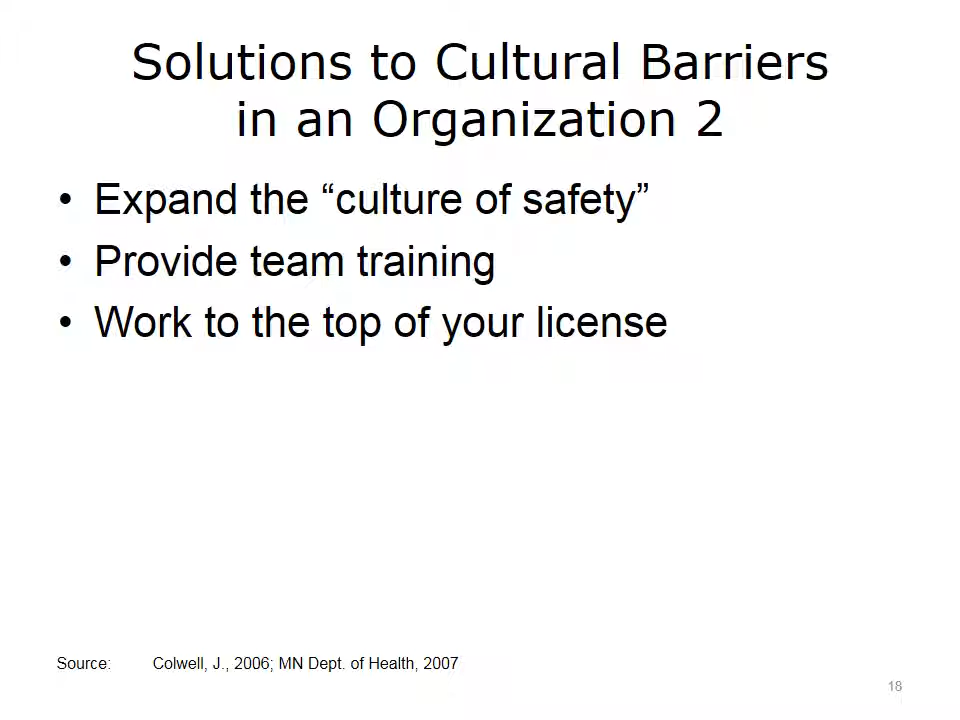 Solutions to Cultural Barriers
in an Organization 2
• Expand the “culture of safety”
• Provide team training
• Work to the top of your license
Source: Colwell, J., 2006; MN Dept. of Health, 2007
18